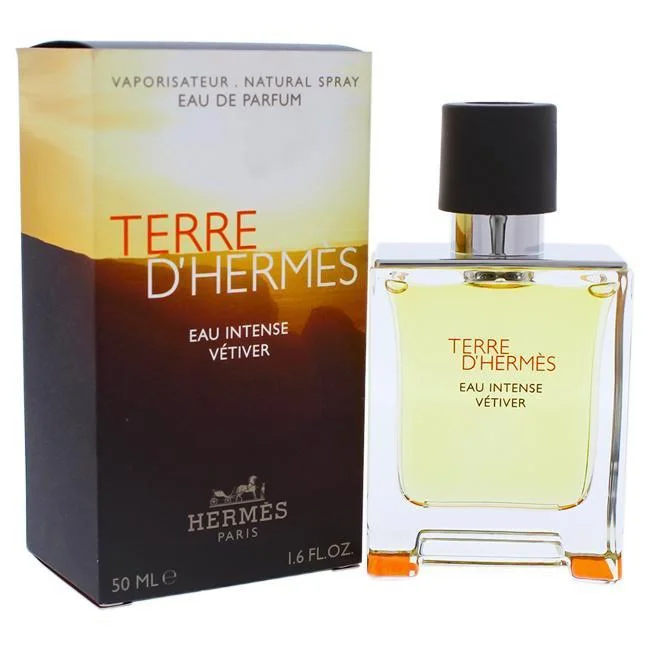 VAPORISATEUR . NATURAL SPRAY
EAU DE PARFUM
TERRE
D'HERMÈS
EAU INTENSE
VÉTIVER
HERMÈS
PARIS
50 ML ℮
1.6 FL.OZ.
TERRE
D'HERMÈS
EAU INTENSE
VÉTIVER